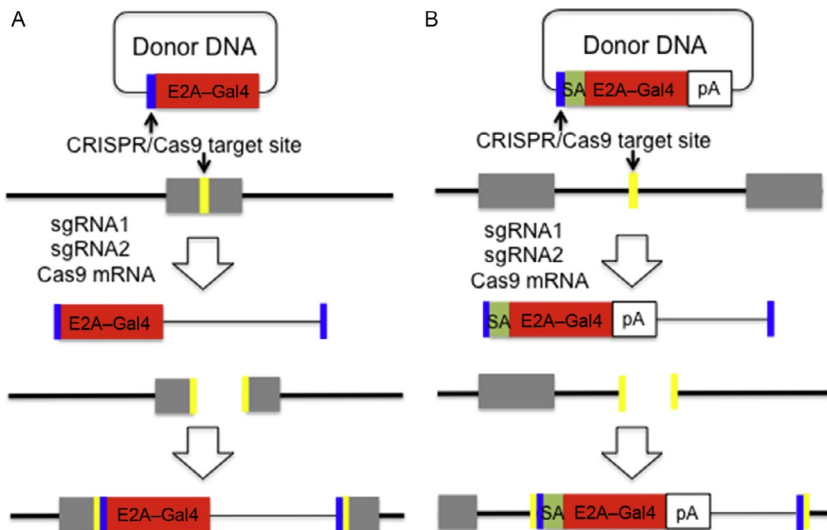 A
Donor DNA
E2A–Gal4
CRISPR/Cas9 target site
sgRNA1
sgRNA2
Cas9 mRNA
E2A–Gal4
E2A–Gal4
B
Donor DNA
SA E2A–Gal4 pA
CRISPR/Cas9 target site
sgRNA1
sgRNA2
Cas9 mRNA
SA E2A–Gal4 pA
SA E2A–Gal4 pA